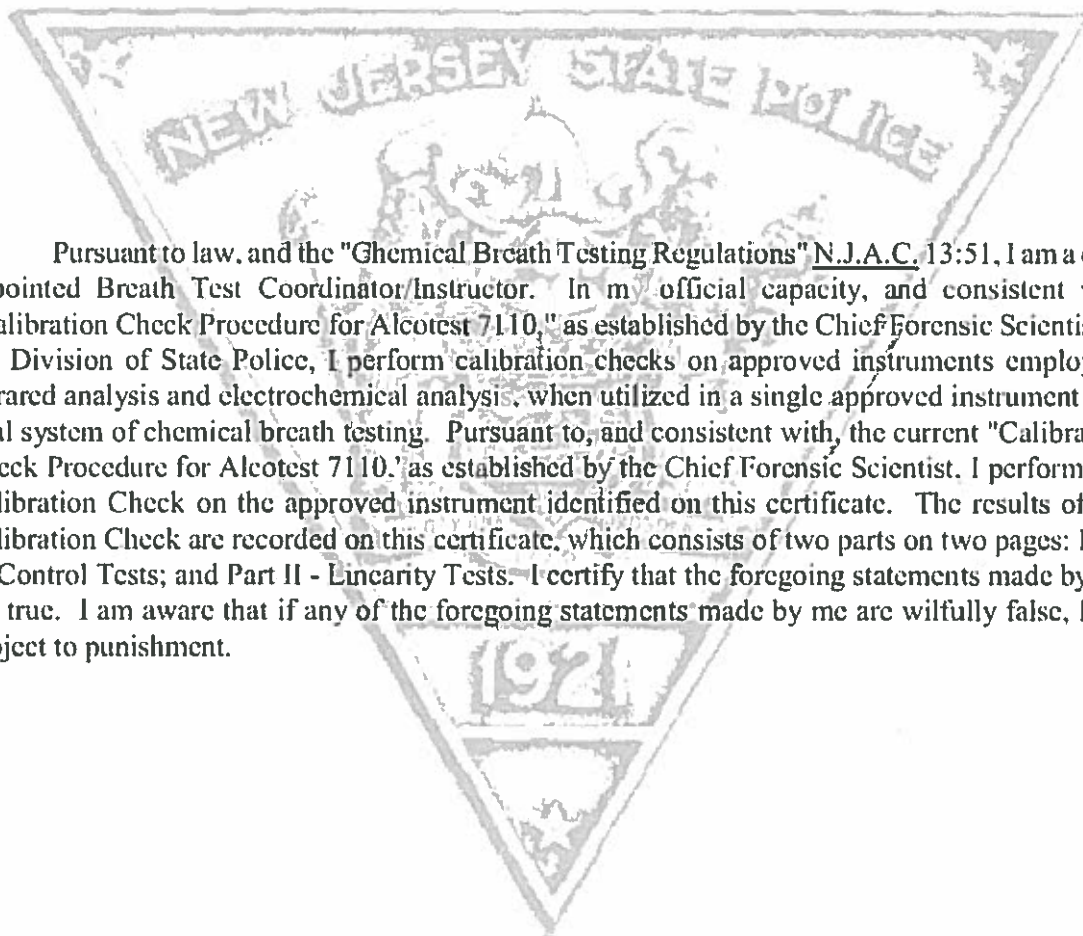 NEW JERSEY STATE POLICE
Pursuant to law, and the "Ghemical Breath Testing Regulations" N.J.A.C. 13:51, I am a
pointed Breath Test Coordinator/Instructor. In my official capacity, and consistent
alibration Check Procedure for Alcotest 7110," as established by the Chief Forensic Scientis
Division of State Police, I perform calibration checks on approved instruments employ
rared analysis and electrochemical analysis, when utilized in a single approved instrument
al system of chemical breath testing. Pursuant to, and consistent with, the current "Calibra
eck Procedure for Alcotest 7110.' as established by the Chief Forensic Scientist. I perform
libration Check on the approved instrument identified on this certificate. The results of
libration Check are recorded on this certificate, which consists of two parts on two pages:
Control Tests; and Part II - Linearity Tests. I certify that the foregoing statements made by
true. I am aware that if any of the foregoing statements made by me are wilfully false, I
ject to punishment.
1921